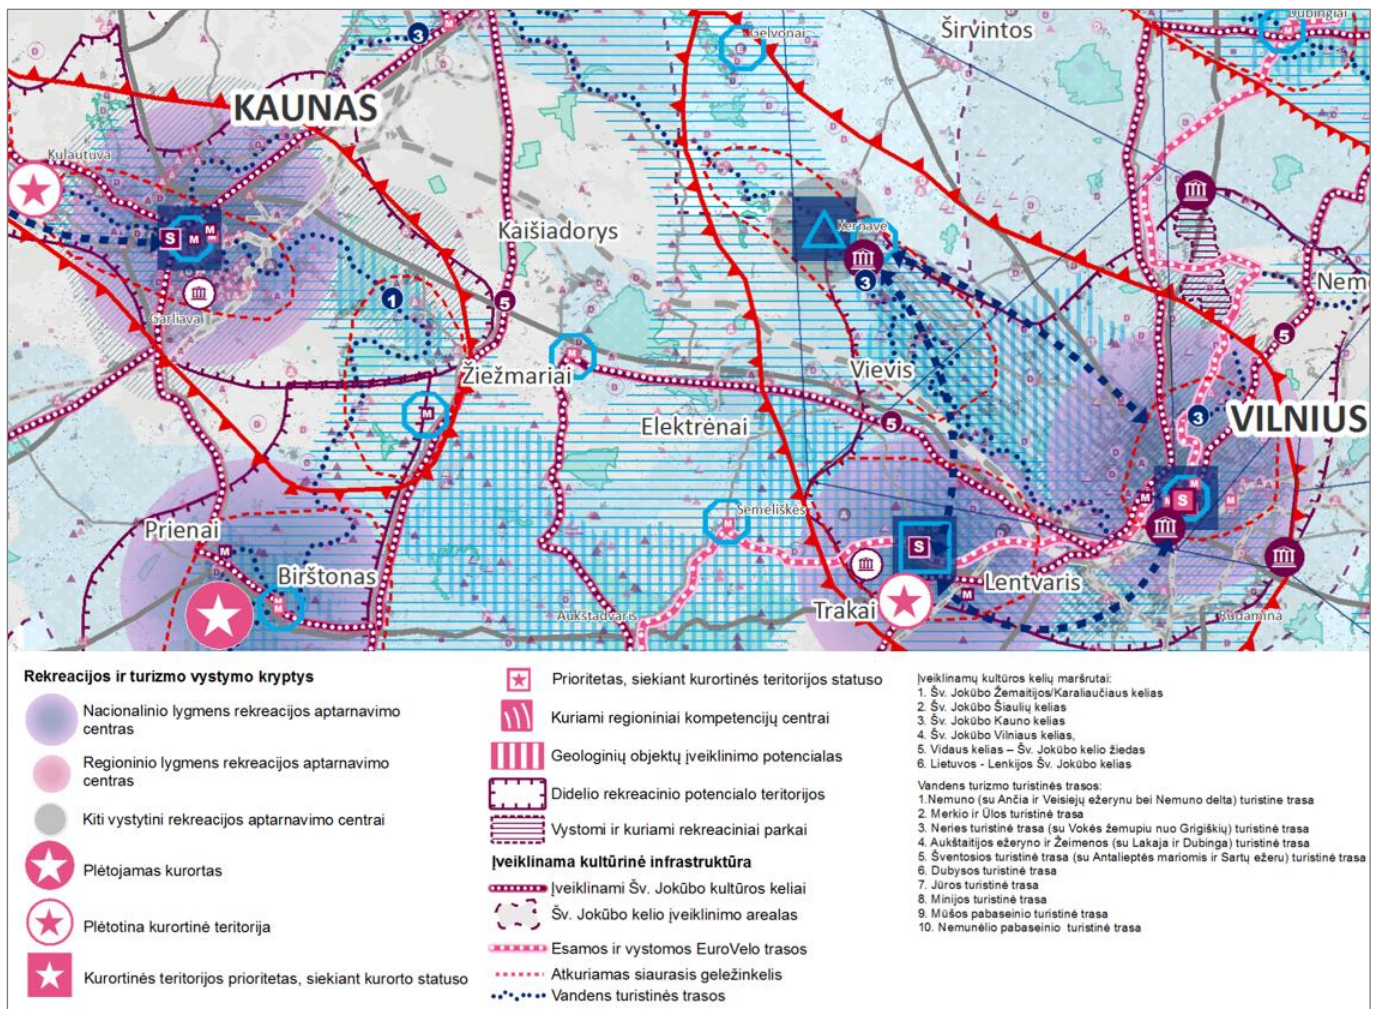 Dubingiai
Gelvonai
Širvintos
3
KAUNAS
Kulautuva
S
M
M
Kernavė
Kaišiadorys
3
1
5
Nem
Garliava
5
Žiežmariai
M
Vievis
M
3
VILNIUS
Elektrėnai
5
M
M
M
S
M
Semeliškės
M
Prienai
M
S
Birštonas
M
M
Aukštadvaris
Trakai
M
Lentvaris
Rudamina
Rekreacijos ir turizmo vystymo kryptys
Nacionalinio lygmens rekreacijos aptarnavimo
centras
Regioninio lygmens rekreacijos aptarnavimo
centras
Kiti vystytini rekreacijos aptarnavimo centrai
Plėtojamas kurortas
Plėtotina kurortinė teritorija
Kurortinės teritorijos prioritetas, siekiant kurorto statuso
Prioritetas, siekiant kurortinės teritorijos statuso
Kuriami regioniniai kompetencijų centrai
Geologinių objektų įveiklinimo potencialas
Didelio rekreacinio potencialo teritorijos
Vystomi ir kuriami rekreaciniai parkai
Įveiklinama kultūrinė infrastruktūra
Įveiklinami Šv. Jokūbo kultūros keliai
Šv. Jokūbo kelio įveiklinimo arealas
Esamos ir vystomos EuroVelo trasos
Atkuriamas siaurasis geležinkelis
Vandens turistinės trasos
Įveiklinamų kultūros kelių maršrutai:
1. Šv. Jokūbo Žemaitijos/Karaliaučiaus kelias
2. Šv. Jokūbo Šiaulių kelias
3. Šv. Jokūbo Kauno kelias
4. Šv. Jokūbo Vilniaus kelias,
5. Vidaus kelias – Šv. Jokūbo kelio žiedas
6. Lietuvos - Lenkijos Šv. Jokūbo kelias
Vandens turizmo turistinės trasos:
1.Nemuno (su Ančia ir Veisiejų ežerynu bei Nemuno delta) turistinė trasa
2. Merkio ir Ūlos turistinė trasa
3. Neries turistinė trasa (su Vokės žemupiu nuo Grigiškių) turistinė trasa
4. Aukštaitijos ežeryno ir Žeimenos (su Lakaja ir Dubinga) turistinė trasa
5. Šventosios turistinė trasa (su Antalieptės mariomis ir Sartų ežeru) turistinė trasa
6. Dubysos turistinė trasa
7. Jūros turistinė trasa
8. Minijos turistinė trasa
9. Mūšos pabaseinio turistinė trasa
10. Nemunėlio pabaseinio turistinė trasa